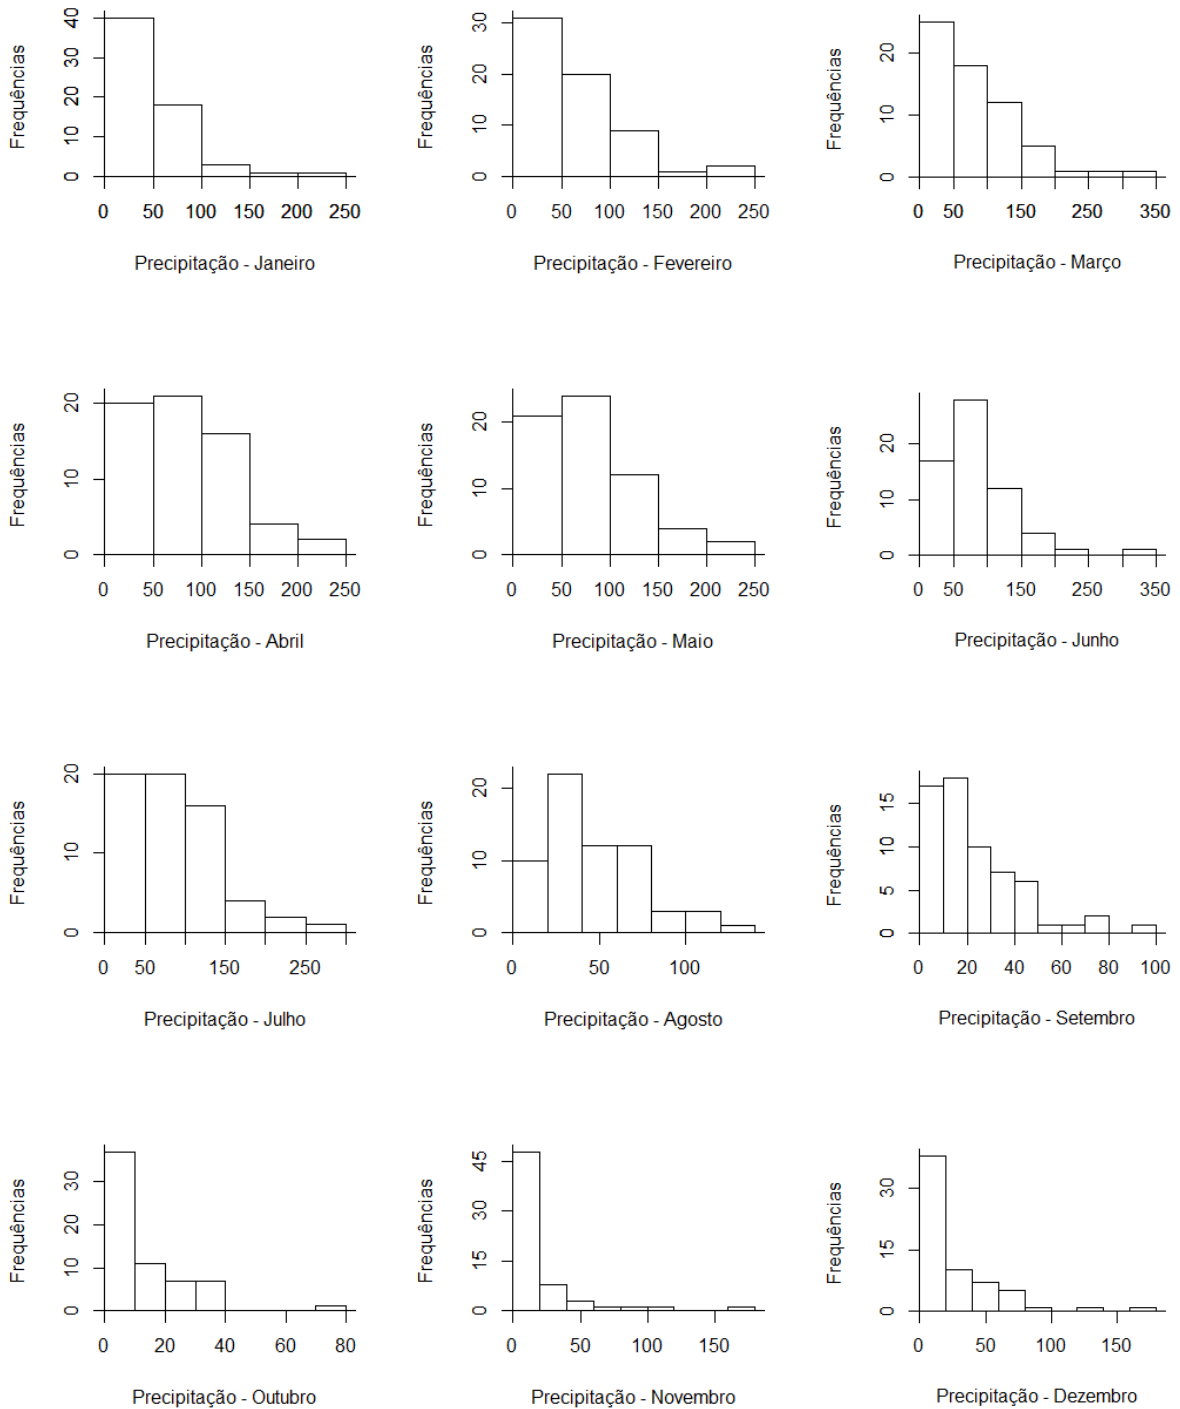 Frequências
40
30
20
10
0
0 50 100 150 200 250
Precipitação - Janeiro
Frequências
30
20
10
0
0 50 100 150 200 250
Precipitação - Fevereiro
Frequências
20
10
0
0 50 150 250 350
Precipitação - Março
Frequências
20
10
0
0 50 100 150 200 250
Precipitação - Abril
Frequências
20
10
0
0 50 100 150 200 250
Precipitação - Maio
Frequências
20
10
0
0 50 150 250 350
Precipitação - Junho
Frequências
20
10
0
0 50 150 250
Precipitação - Julho
Frequências
20
10
0
0 50 100
Precipitação - Agosto
Frequências
15
10
5
0
0 20 40 60 80 100
Precipitação - Setembro
Frequências
30
20
10
0
0 20 40 60 80
Precipitação - Outubro
Frequências
45
30
15
0
0 50 100 150
Precipitação - Novembro
Frequências
30
15
0
0 50 100 150
Precipitação - Dezembro